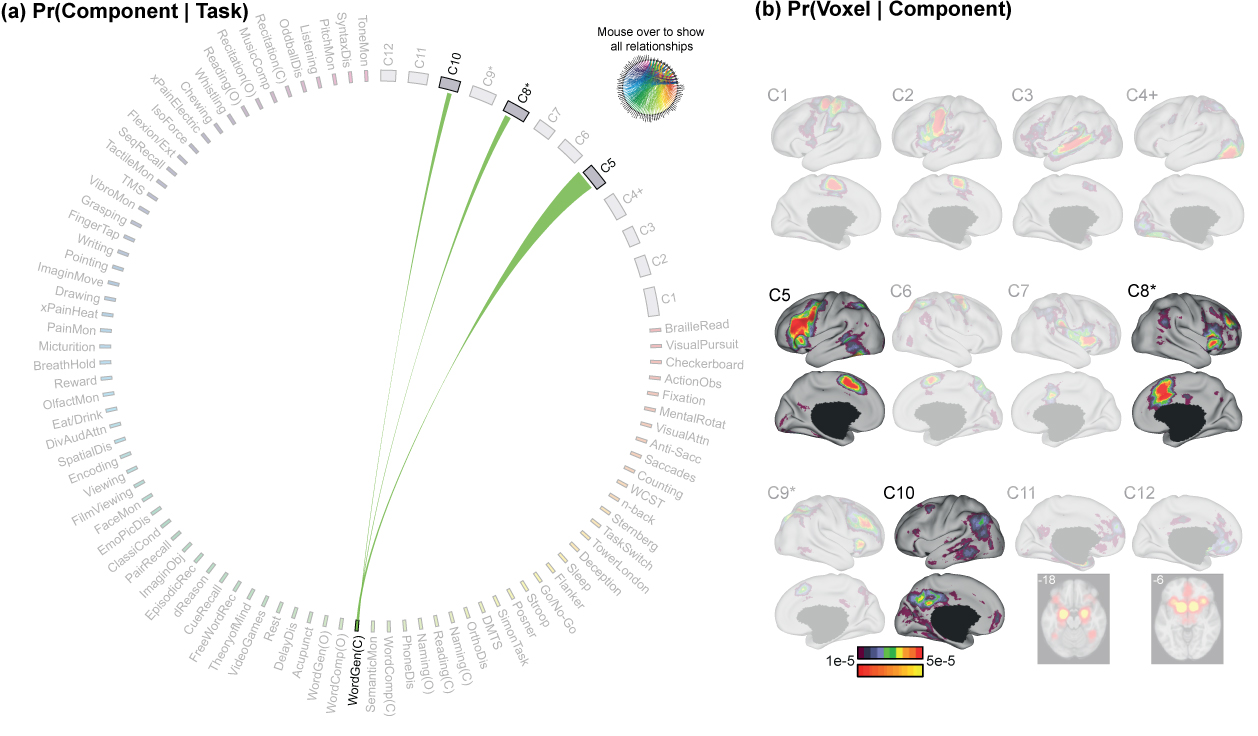 (a) Pr(Component | Task)
(b) Pr(Voxel | Component)
Mouse over to show
all relationships
C12
C11
C10
C9*
C8*
C7
C6
C5
C4+
C3
C2
C1
BrailleRead
VisualPursuit
Checkerboard
ActionObs
Fixation
MentalRotat
VisualAttn
Anti-Sacc
Saccades
Counting
WCST
n-back
Sternberg
TaskSwitch
TowerLondon
Deception
Sleep
Flanker
Go/No-Go
Stroop
Posner
SimonTask
DMTS
OrthoDis
Naming(C)
Reading(C)
Naming(O)
PhoneDis
WordComp(C)
SemanticMon
WordGen(C)
WordComp(O)
WordGen(O)
Acupunct
DelayDis
Rest
VideoGames
TheoryofMind
FreeWordRec
CueRecall
dReason
EpisodicRec
ImaginObj
PairRecall
ClassiCond
EmoPicDis
FaceMon
FilmViewing
Viewing
Encoding
SpatialDis
DivAudAttn
Eat/Drink
OlfactMon
Reward
BreathHold
Micturition
PainMon
xPainHeat
Drawing
ImaginMove
Pointing
Writing
FingerTap
Grasping
VibroMon
TMS
TactileMon
SeqRecall
Flexion/Ext
IsoForce
xPainElectric
Chewing
Whistling
Reading(O)
Recitation(O)
MusicComp
Recitation(C)
OddballDis
Listening
PitchMon
SyntaxDis
ToneMon
C1
C2
C3
C4+
C5
C6
C7
C8*
C9*
C10
C11
C12
-18
-6
1e-5
5e-5